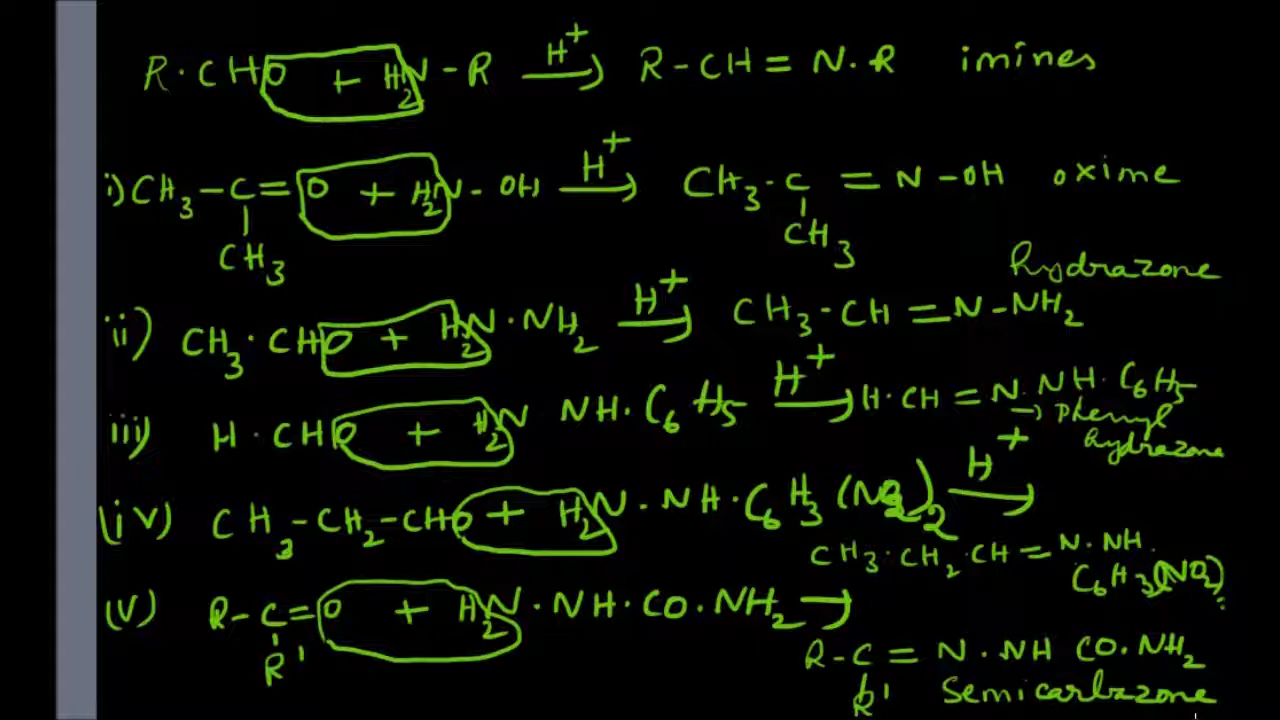 R·CHO + H₂N-R —H⁺→ R-CH=N·R imines
i) CH₃-C=O + H₂N-OH —H⁺→ CH₃·C=N-OH oxime
CH₃ CH₃
hydrazone
ii) CH₃·CHO + H₂N·NH₂ —H⁺→ CH₃-CH=N-NH₂
iii) H·CHO + H₂N NH·C₆H₅ —H⁺→ H·CH=N·NH·C₆H₅
→ Phenyl
hydrazone
(iv) CH₃-CH₂-CHO + H₂N·NH·C₆H₃(NO₂)₂ —H⁺→
CH₃·CH₂·CH=N·NH·
C₆H₃(NO₂)
(v) R-C=O + H₂N·NH·CO·NH₂ →
R'
R-C=N·NH CO·NH₂
R' Semicarbazone